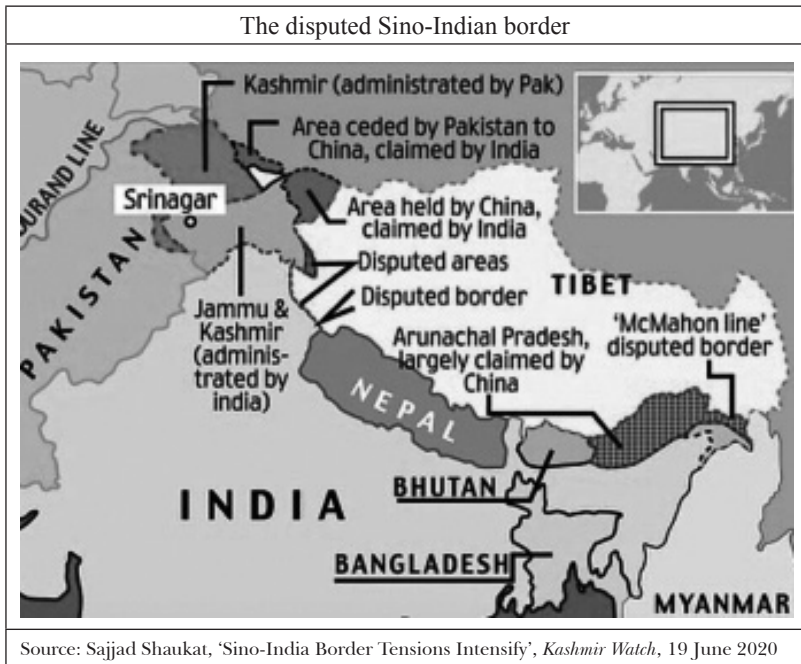 The disputed Sino-Indian border
Kashmir (administrated by Pak)
Area ceded by Pakistan to
China, claimed by India
DURAND LINE
Srinagar
PAKISTAN
Area held by China,
claimed by India
Disputed areas
Disputed border
TIBET
Jammu &
Kashmir
(adminis-
trated by
india)
Arunachal Pradesh,
largely claimed by
China
'McMahon line'
disputed border
NEPAL
INDIA
BHUTAN
BANGLADESH
MYANMAR
Source: Sajjad Shaukat, 'Sino-India Border Tensions Intensify', Kashmir Watch, 19 June 2020